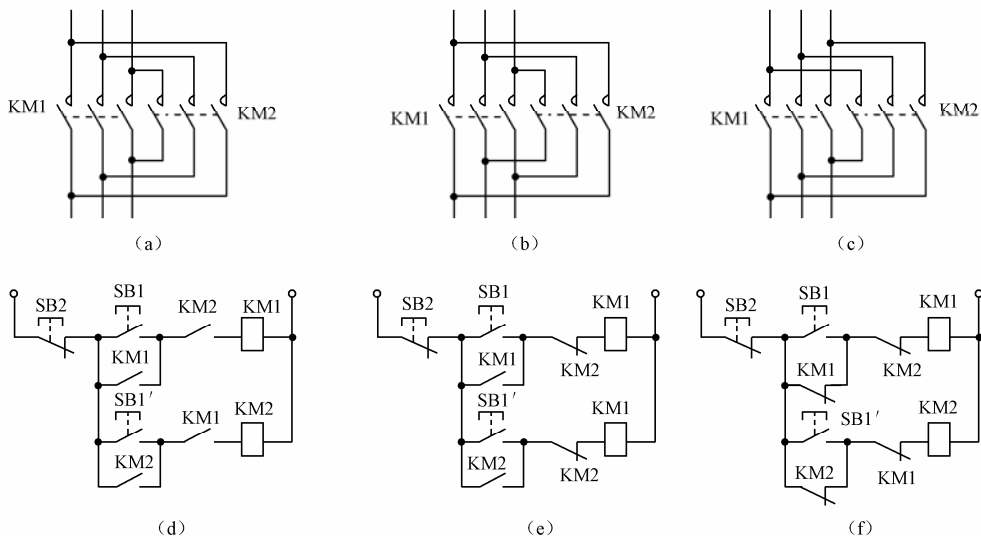 KM1 KM2 KM1 KM2 KM1 KM2
(a) (b) (c)
SB2 SB1 KM2 KM1 SB2 SB1 KM1 SB2 SB1 KM1
KM1 KM1 KM2 KM1 KM2
SB1′ KM1 KM2 SB1′ KM1 SB1′ KM2
KM2 KM2 KM2 KM2 KM1
(d) (e) (f)